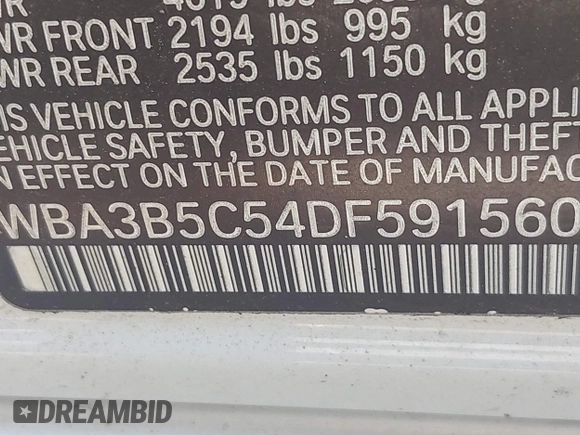 WR FRONT 2194 lbs 995 kg
WR REAR 2535 lbs 1150 kg
IS VEHICLE CONFORMS TO ALL APPLI
EHICLE SAFETY, BUMPER AND THEFT
N EFFECT ON THE DATE OF MANUFAC
WBA3B5C54DF591560
DREAMBID